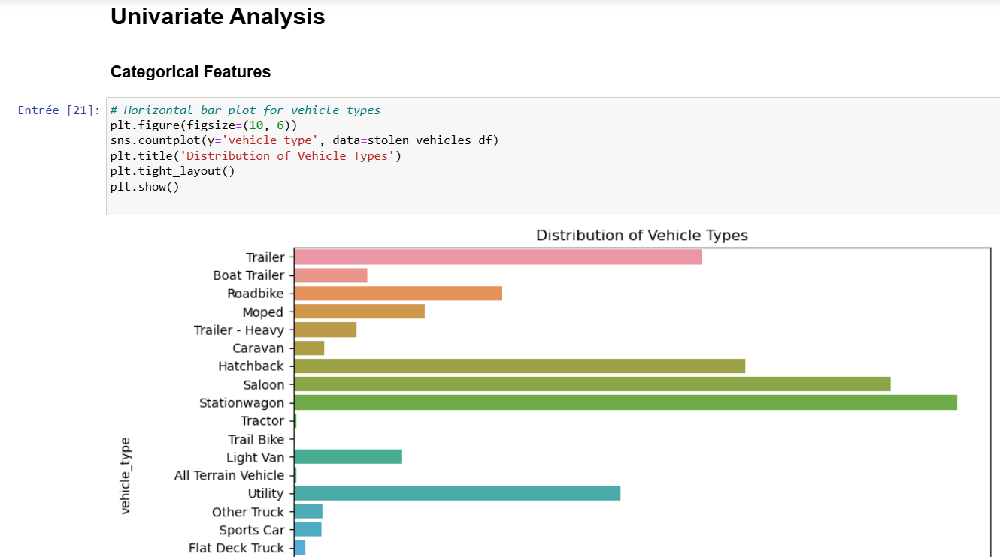 Univariate Analysis
Categorical Features
Entrée [21]:
# Horizontal bar plot for vehicle types
plt.figure(figsize=(10, 6))
sns.countplot(y='vehicle_type', data=stolen_vehicles_df)
plt.title('Distribution of Vehicle Types')
plt.tight_layout()
plt.show()
Distribution of Vehicle Types
Trailer
Boat Trailer
Roadbike
Moped
Trailer - Heavy
Caravan
Hatchback
Saloon
Stationwagon
Tractor
Trail Bike
Light Van
All Terrain Vehicle
Utility
Other Truck
Sports Car
Flat Deck Truck
vehicle_type